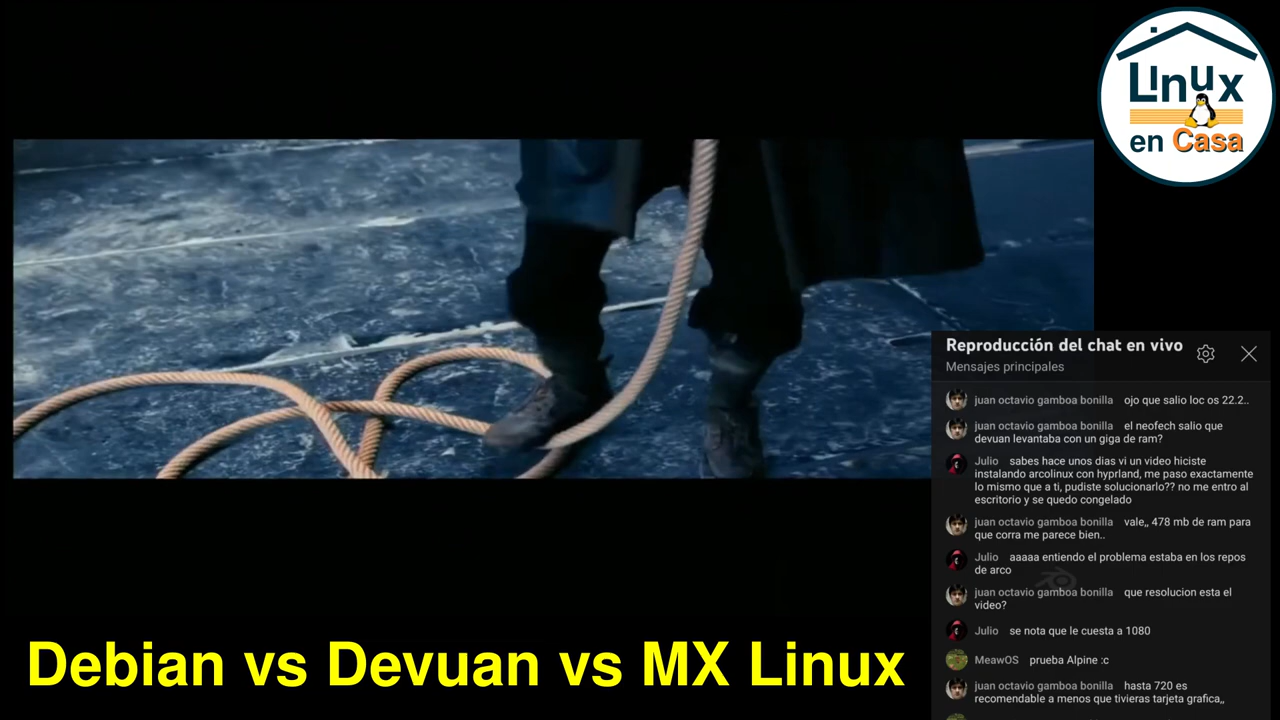 Linux
en Casa
Reproducción del chat en vivo
Mensajes principales
juan octavio gamboa bonilla ojo que salio loc os 22.2..
juan octavio gamboa bonilla el neofech salio que
devuan levantaba con un giga de ram?
Julio sabes hace unos dias vi un video hiciste
instalando arcolinux con hyprland, me paso exactamente
lo mismo que a ti, pudiste solucionarlo?? no me entro al
escritorio y se quedo congelado
juan octavio gamboa bonilla vale,, 478 mb de ram para
que corra me parece bien..
Julio aaaaa entiendo el problema estaba en los repos
de arco
juan octavio gamboa bonilla que resolucion esta el
video?
Julio se nota que le cuesta a 1080
MeawOS prueba Alpine :c
juan octavio gamboa bonilla hasta 720 es
recomendable a menos que tivieras tarjeta grafica,,
Debian vs Devuan vs MX Linux